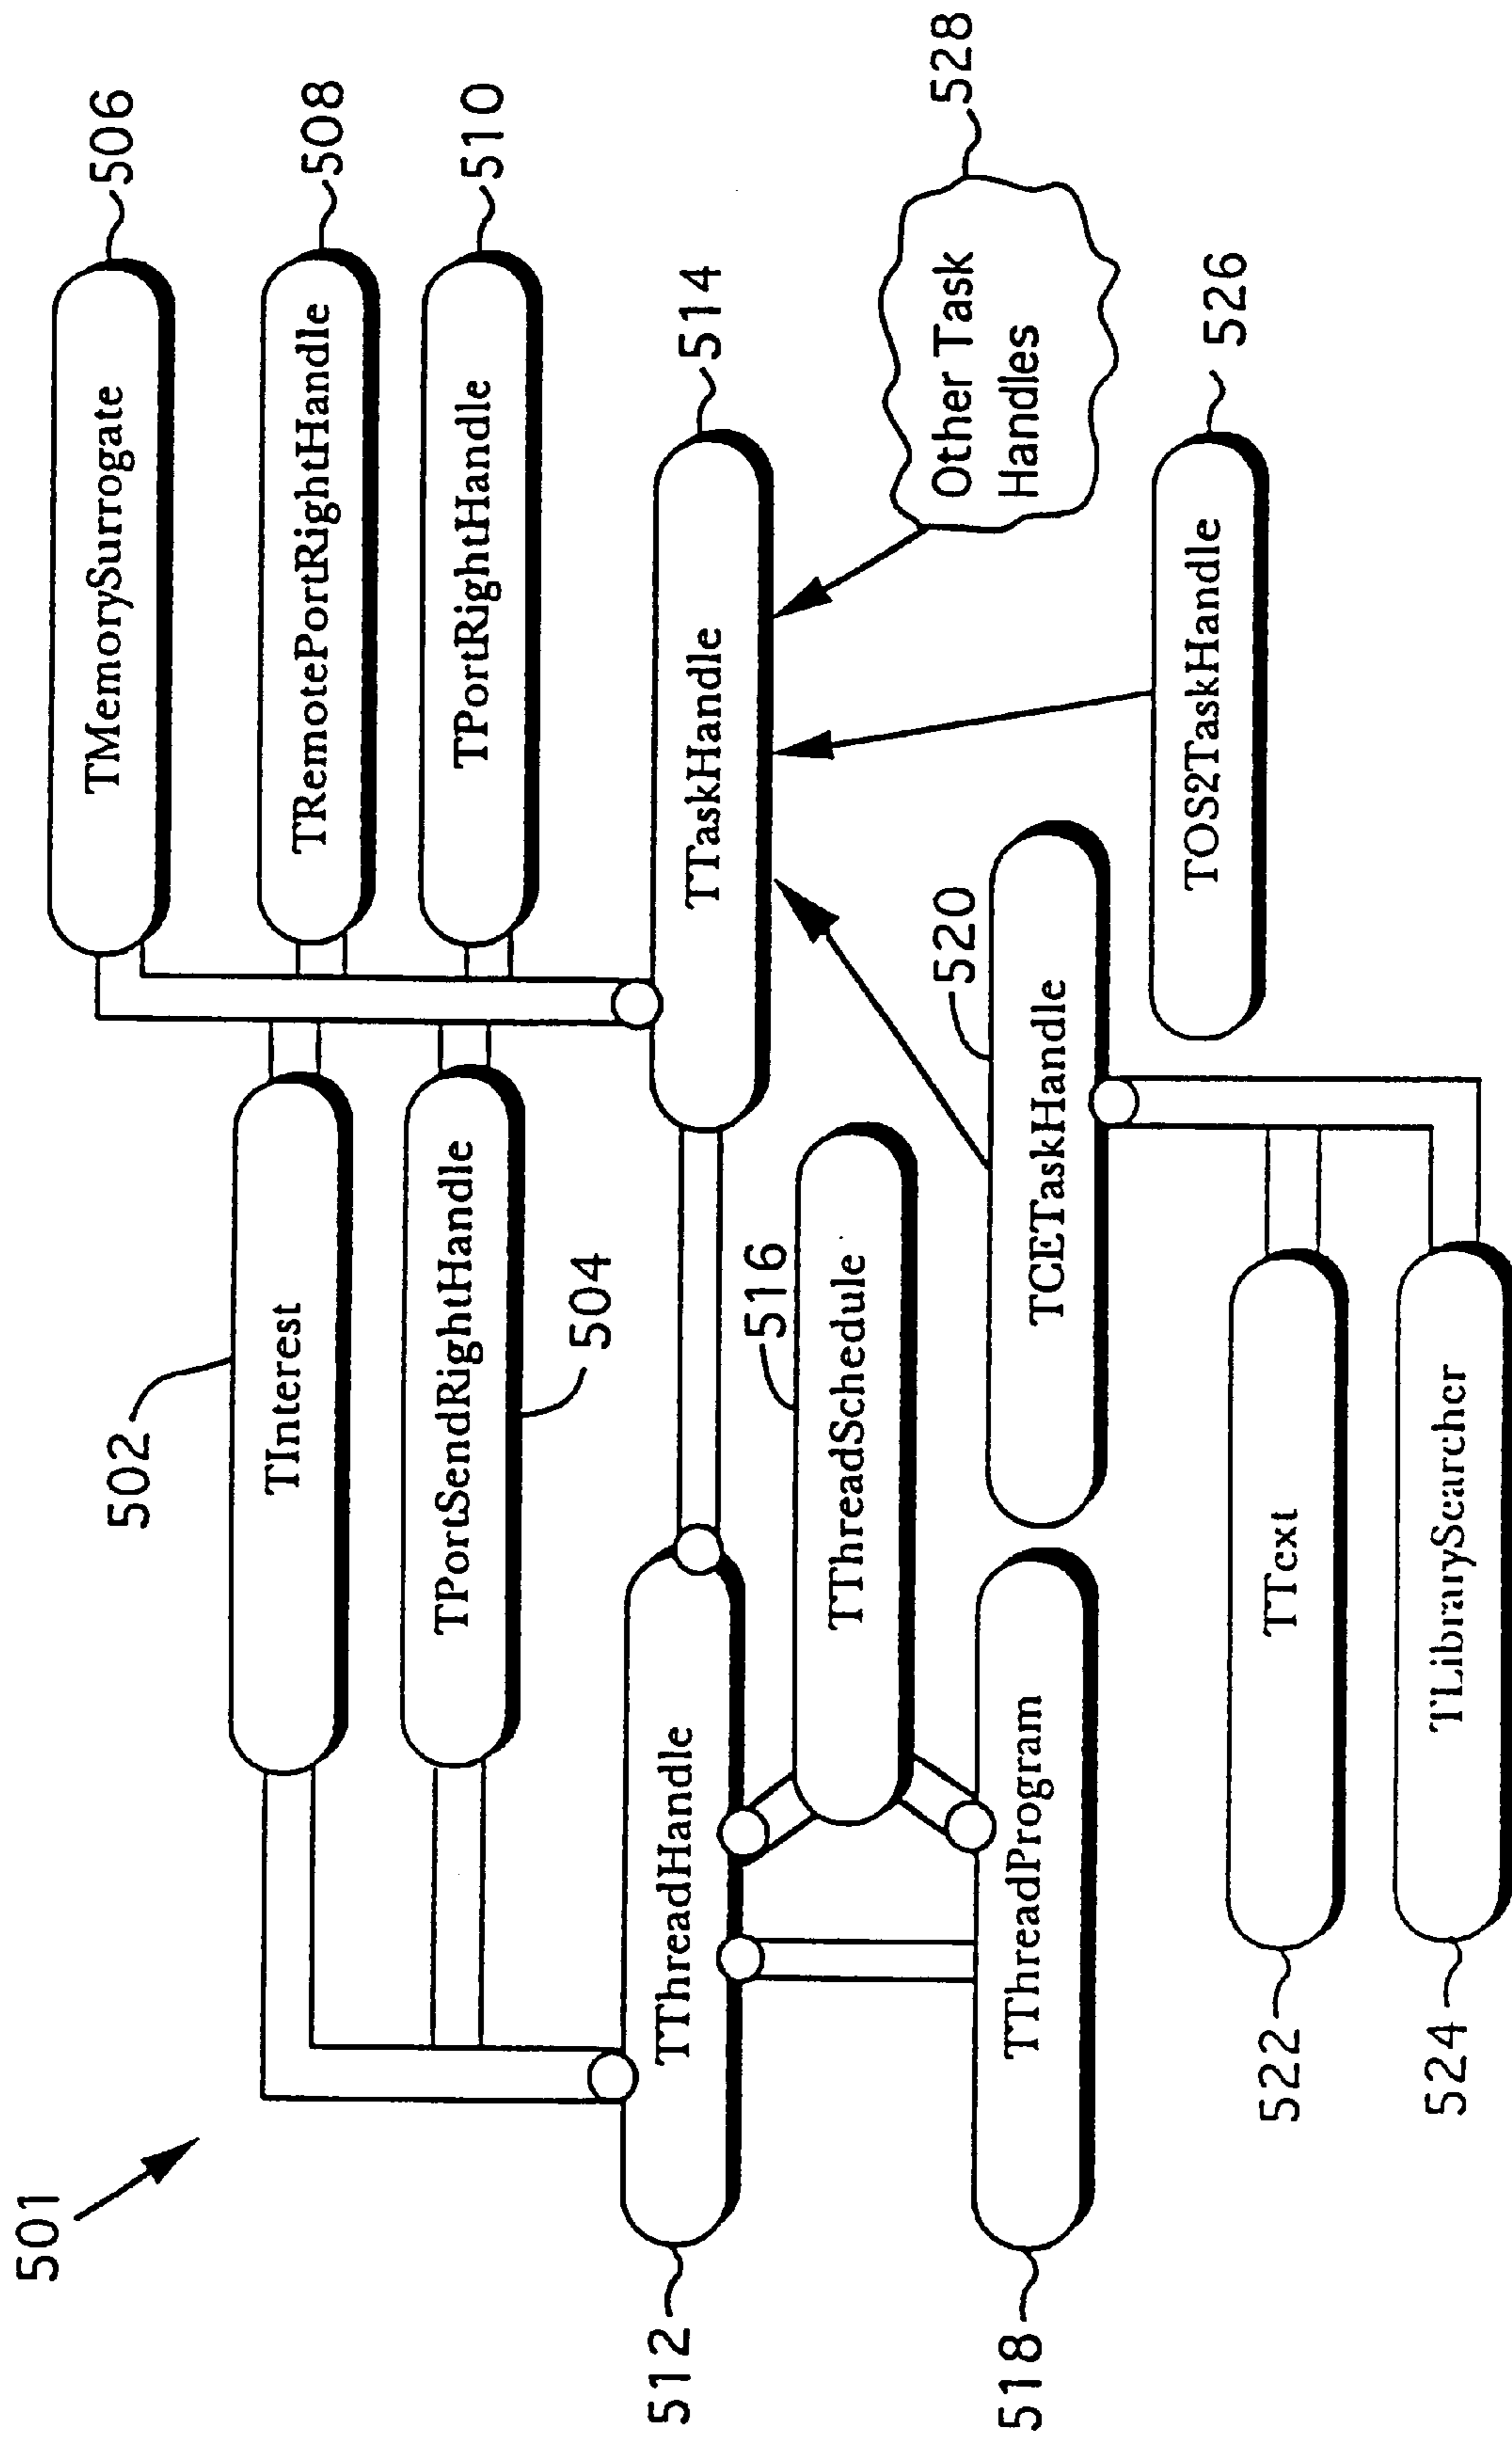 501
TMemorySurrogate
506
502
TInterest
TRemotePortRightHandle
508
TPortSendRightHandle
TPortRightHandle
510
504
512
TThreadHandle
TTaskHandle
514
516
TThreadSchedule
528
Other Task
Handles
520
518
TThreadProgram
TCETaskHandle
TOS2TaskHandle
526
522
TText
524
TLibrarySearcher